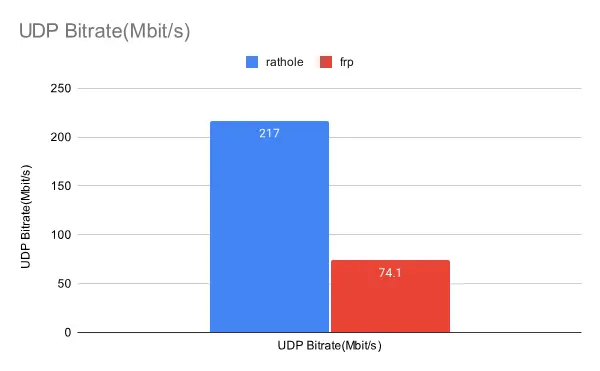 UDP Bitrate(Mbit/s)
rathole
frp
UDP Bitrate(Mbit/s)
250
200
150
100
50
0
217
74.1
UDP Bitrate(Mbit/s)